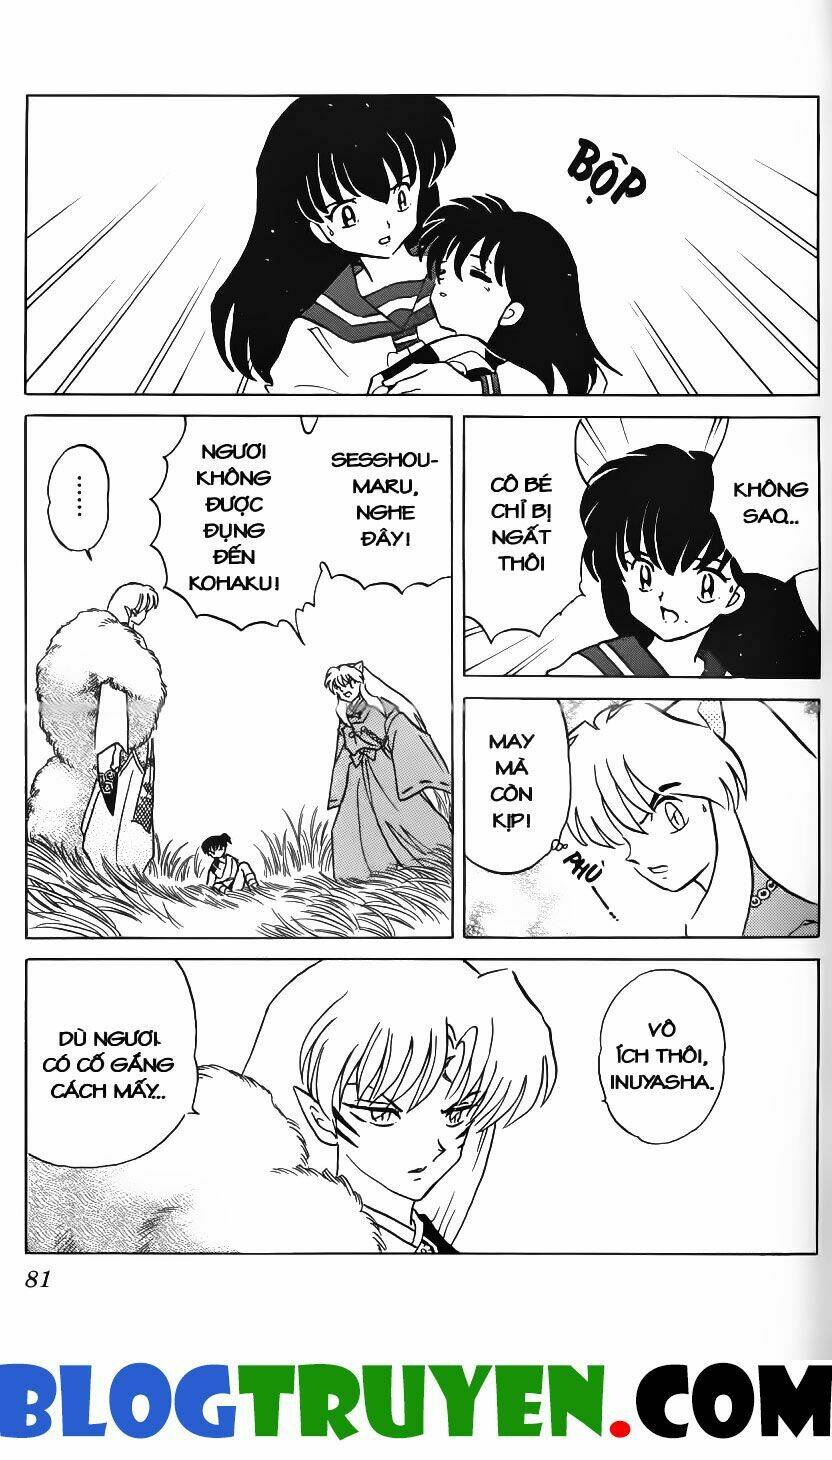 BỘP
KHÔNG
SAO...
CÔ BÉ
CHỈ BỊ
NGẤT
THÔI
MAY
MÀ
CÒN
KỊP!
PHÙ
SESSHOU-
MARU,
NGHE
ĐÂY!
NGƯƠI
KHÔNG
ĐƯỢC
ĐỤNG
ĐẾN
KOHAKU!
......
VÔ
ÍCH THÔI,
INUYASHA.
DÙ NGƯƠI
CÓ CỐ GẮNG
CÁCH MẤY...
81
BLOGTRUYEN.COM